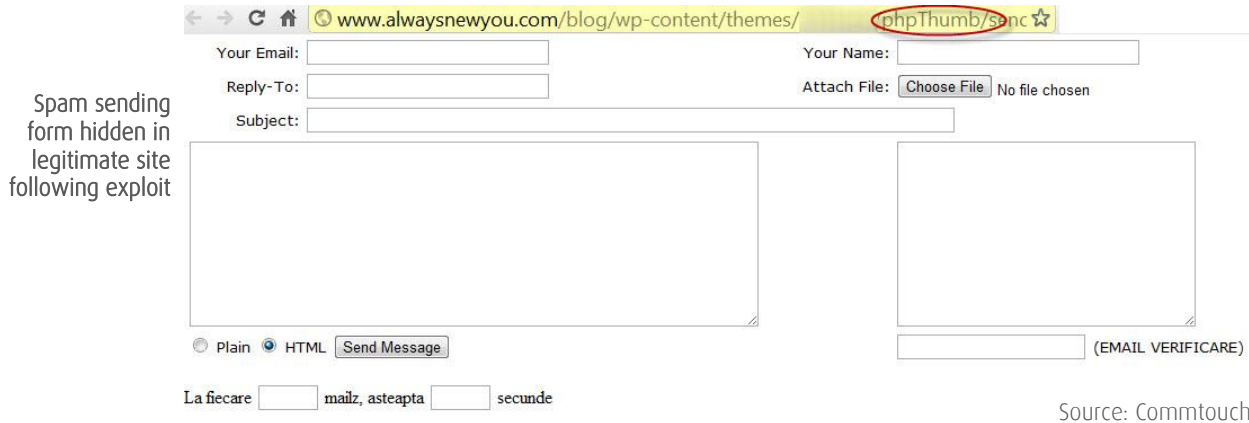 www.alwaysnewyou.com/blog/wp-content/themes/ /phpThumb/senc
Your Email:
Your Name:
Reply-To:
Attach File: Choose File No file chosen
Subject:
Spam sending
form hidden in
legitimate site
following exploit
Plain HTML Send Message
(EMAIL VERIFICARE)
La fiecare mailz, asteapta secunde
Source: Commtouch